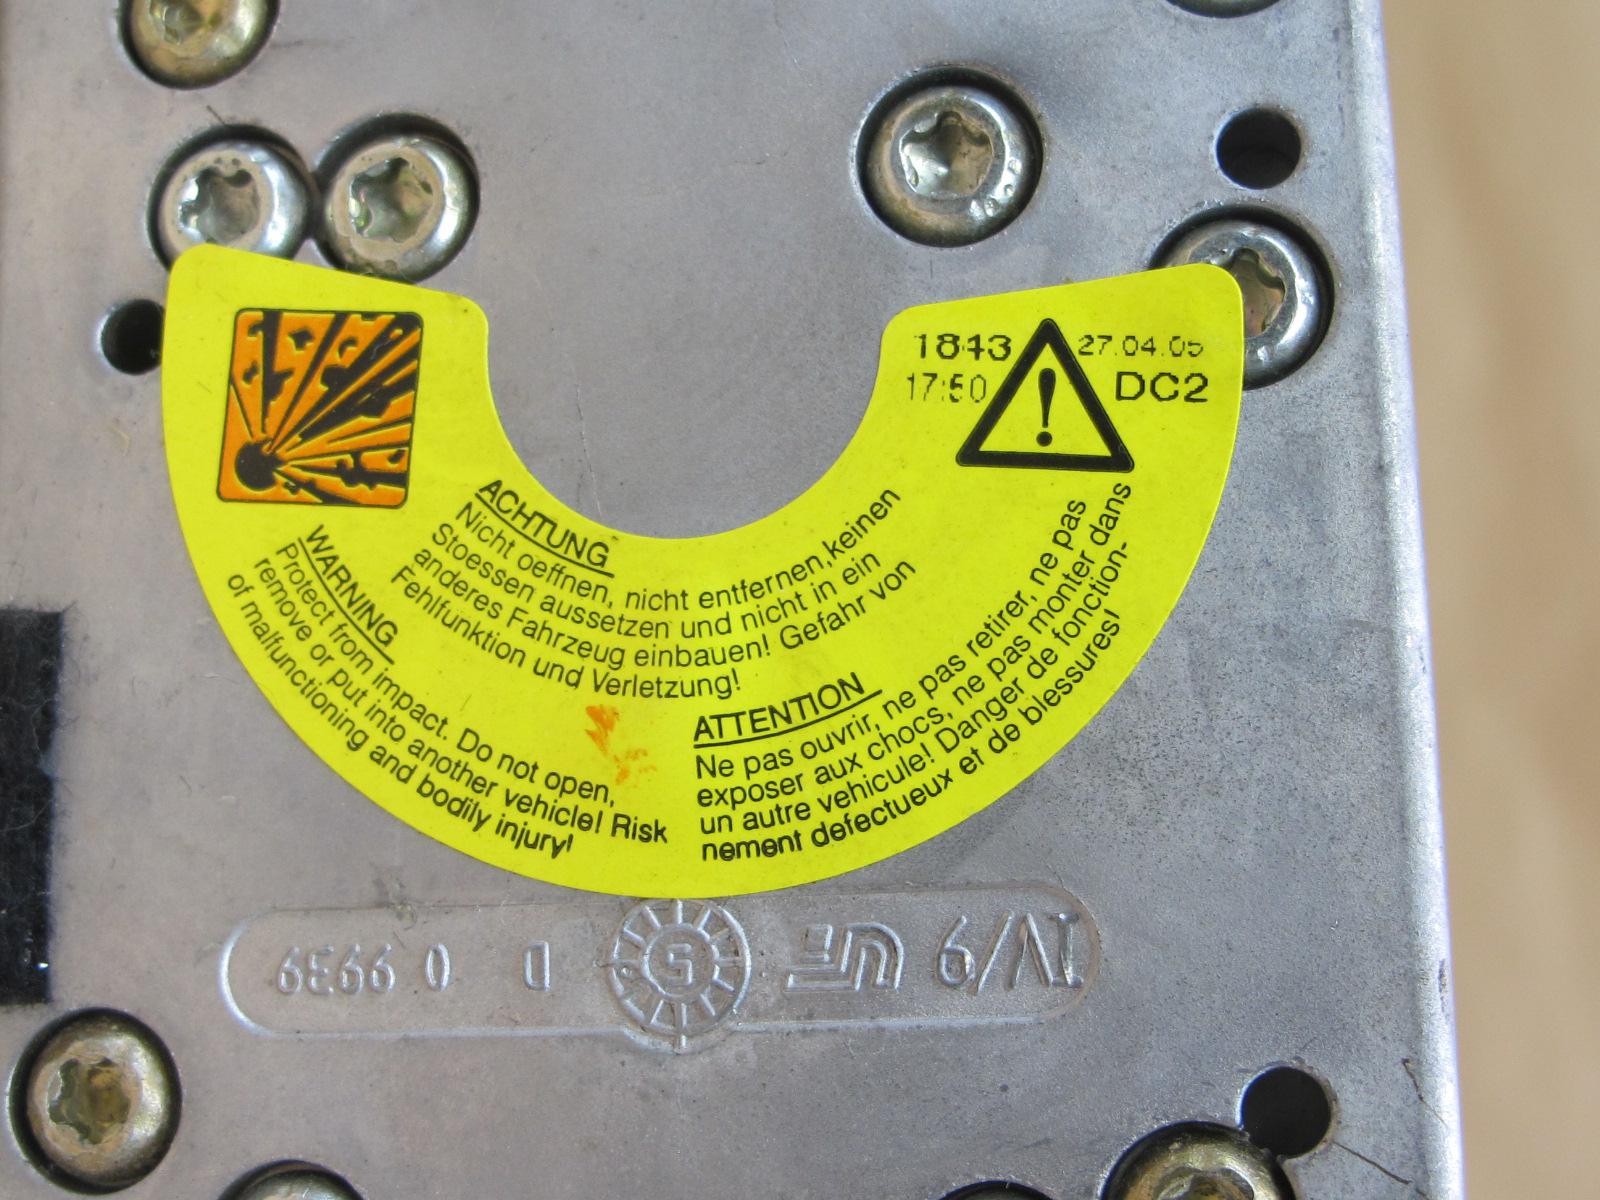 1843 27.04.05
17:50 DC2
ACHTUNG
Nicht oeffnen, nicht entfernen,keinen
Stoessen aussetzen und nicht in ein
anderes Fahrzeug einbauen! Gefahr von
Fehlfunktion und Verletzung!
WARNING
Protect from impact. Do not open,
remove or put into another vehicle! Risk
of malfunctioning and bodily injury!
ATTENTION
Ne pas ouvrir, ne pas retirer, ne pas
exposer aux chocs, ne pas monter dans
un autre vehicule! Danger de fonction-
nement defectueux et de blessures!
IV/9
5
D 0 9939